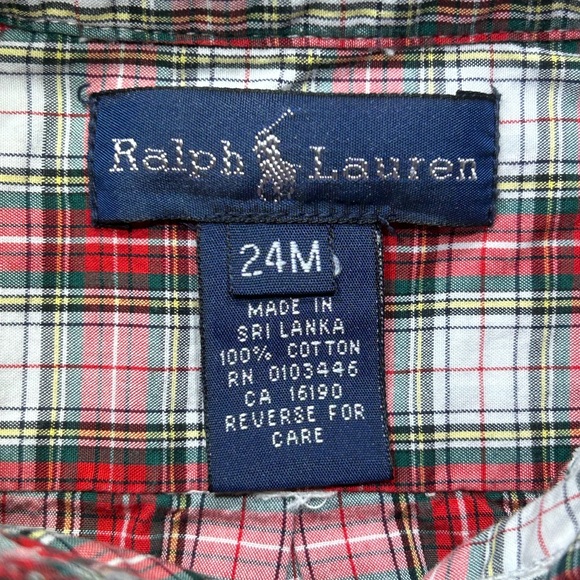 Ralph Lauren
24M
MADE IN
SRI LANKA
100% COTTON
RN 0103446
CA 16190
REVERSE FOR
CARE